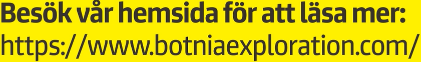 Besök vår hemsida för att läsa mer:
https://www.botniaexploration.com/